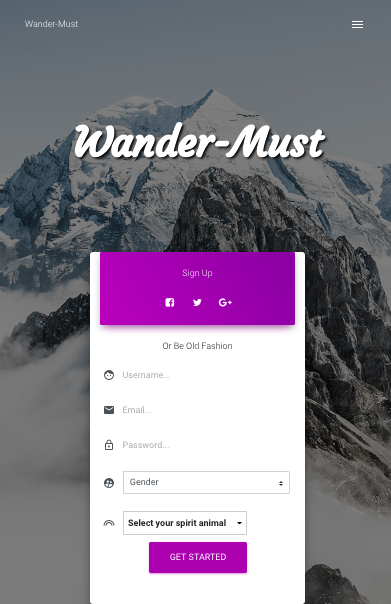 Wander-Must
Wander-Must
Sign Up
Or Be Old Fashion
Username...
Email...
Password...
Gender
Select your spirit animal
GET STARTED